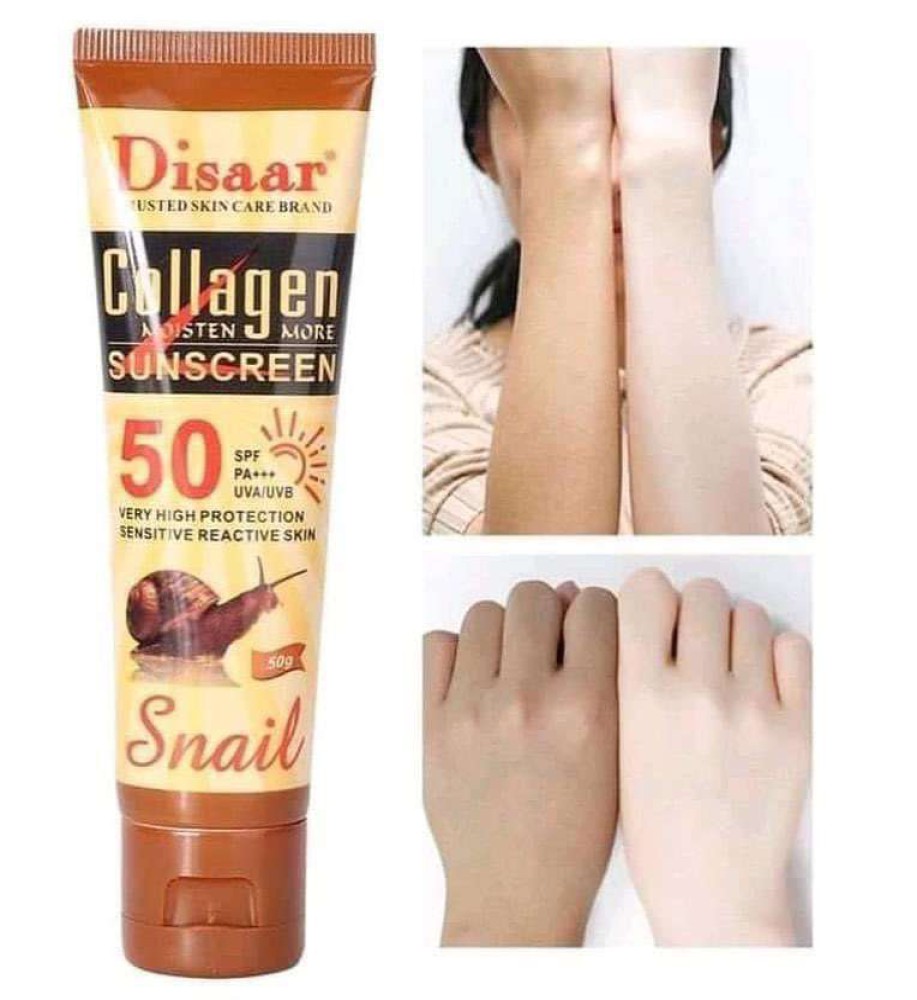 Disaar®
TRUSTED SKIN CARE BRAND
Collagen
MOISTEN MORE
SUNSCREEN
50
SPF
PA+++
UVA/UVB
VERY HIGH PROTECTION
SENSITIVE REACTIVE SKIN
50g
Snail